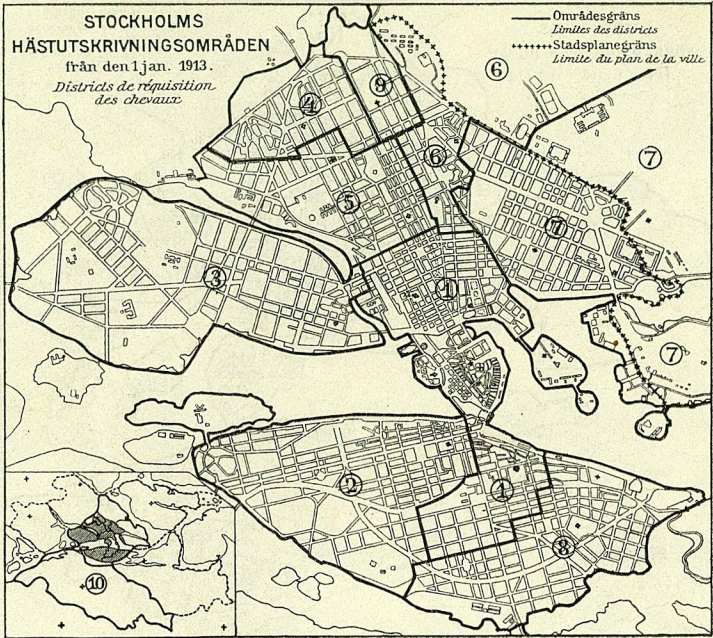 STOCKHOLMS
HÄSTUTSKRIVNINGSOMRÅDEN
från den 1 jan. 1913.
Districts de réquisition
des chevaux
Områdesgräns
Limites des districts
Stadsplanegräns
Limite du plan de la ville
6
4
9
6
7
5
7
3
1
7
2
1
8
10